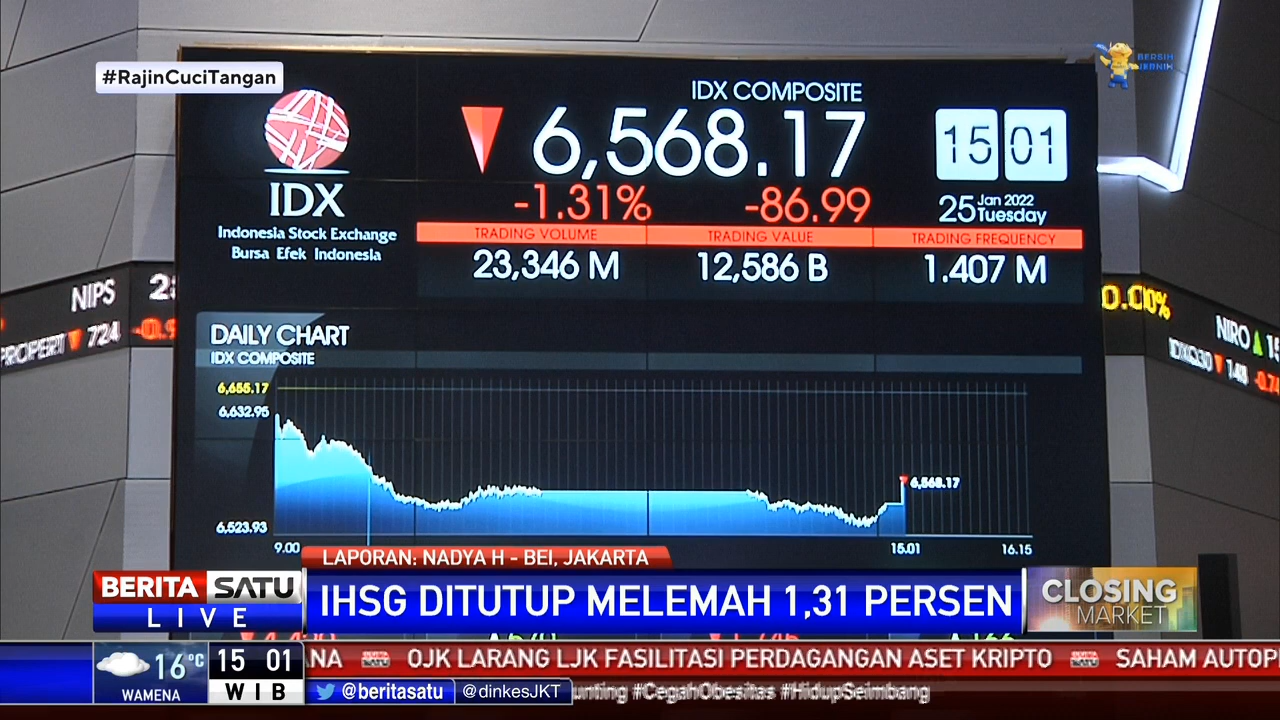 #RajinCuciTangan
BERSIH
IDX
Indonesia Stock Exchange
Bursa Efek Indonesia
IDX COMPOSITE
6,568.17
-1.31% -86.99
15 01
25 Jan 2022
Tuesday
TRADING VOLUME TRADING VALUE TRADING FREQUENCY
23,346 M 12,586 B 1.407 M
NIPS
724
0.00%
NIRO
DAILY CHART
IDX COMPOSITE
6,655.17
6,632.95
6,568.17
6,523.93
9.00 15.01 16.15
LAPORAN: NADYA H - BEI, JAKARTA
BERITA SATU
LIVE
IHSG DITUTUP MELEMAH 1,31 PERSEN
CLOSING
MARKET
16°C
WAMENA
15 01
WIB
OJK LARANG LJK FASILITASI PERDAGANGAN ASET KRIPTO
SAHAM
@beritasatu @dinkesJKT
#CegahObesitas #HidupSeimbang